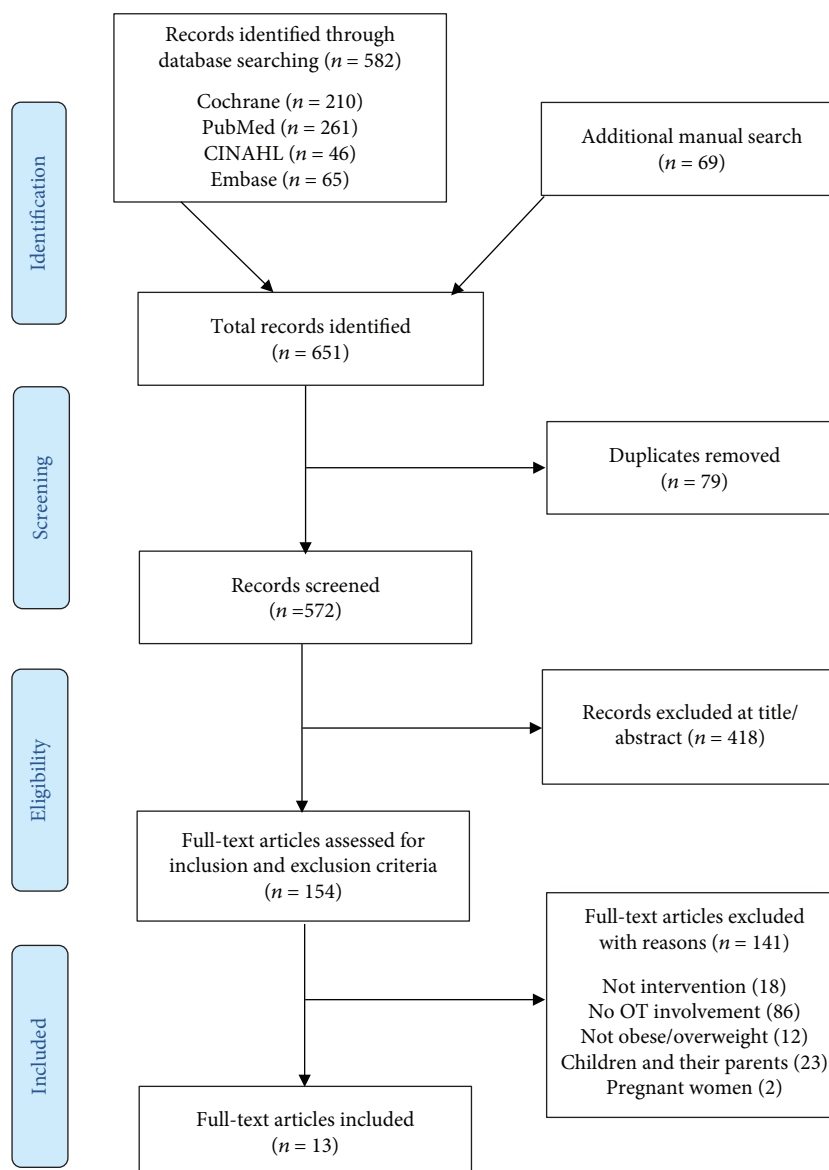 Identification
Records identified through
database searching (n = 582)
Cochrane (n = 210)
PubMed (n = 261)
CINAHL (n = 46)
Embase (n = 65)
Additional manual search
(n = 69)
Total records identified
(n = 651)
Screening
Duplicates removed
(n = 79)
Records screened
(n =572)
Eligibility
Records excluded at title/
abstract (n = 418)
Full-text articles assessed for
inclusion and exclusion criteria
(n = 154)
Included
Full-text articles excluded
with reasons (n = 141)
Not intervention (18)
No OT involvement (86)
Not obese/overweight (12)
Children and their parents (23)
Pregnant women (2)
Full-text articles included
(n = 13)